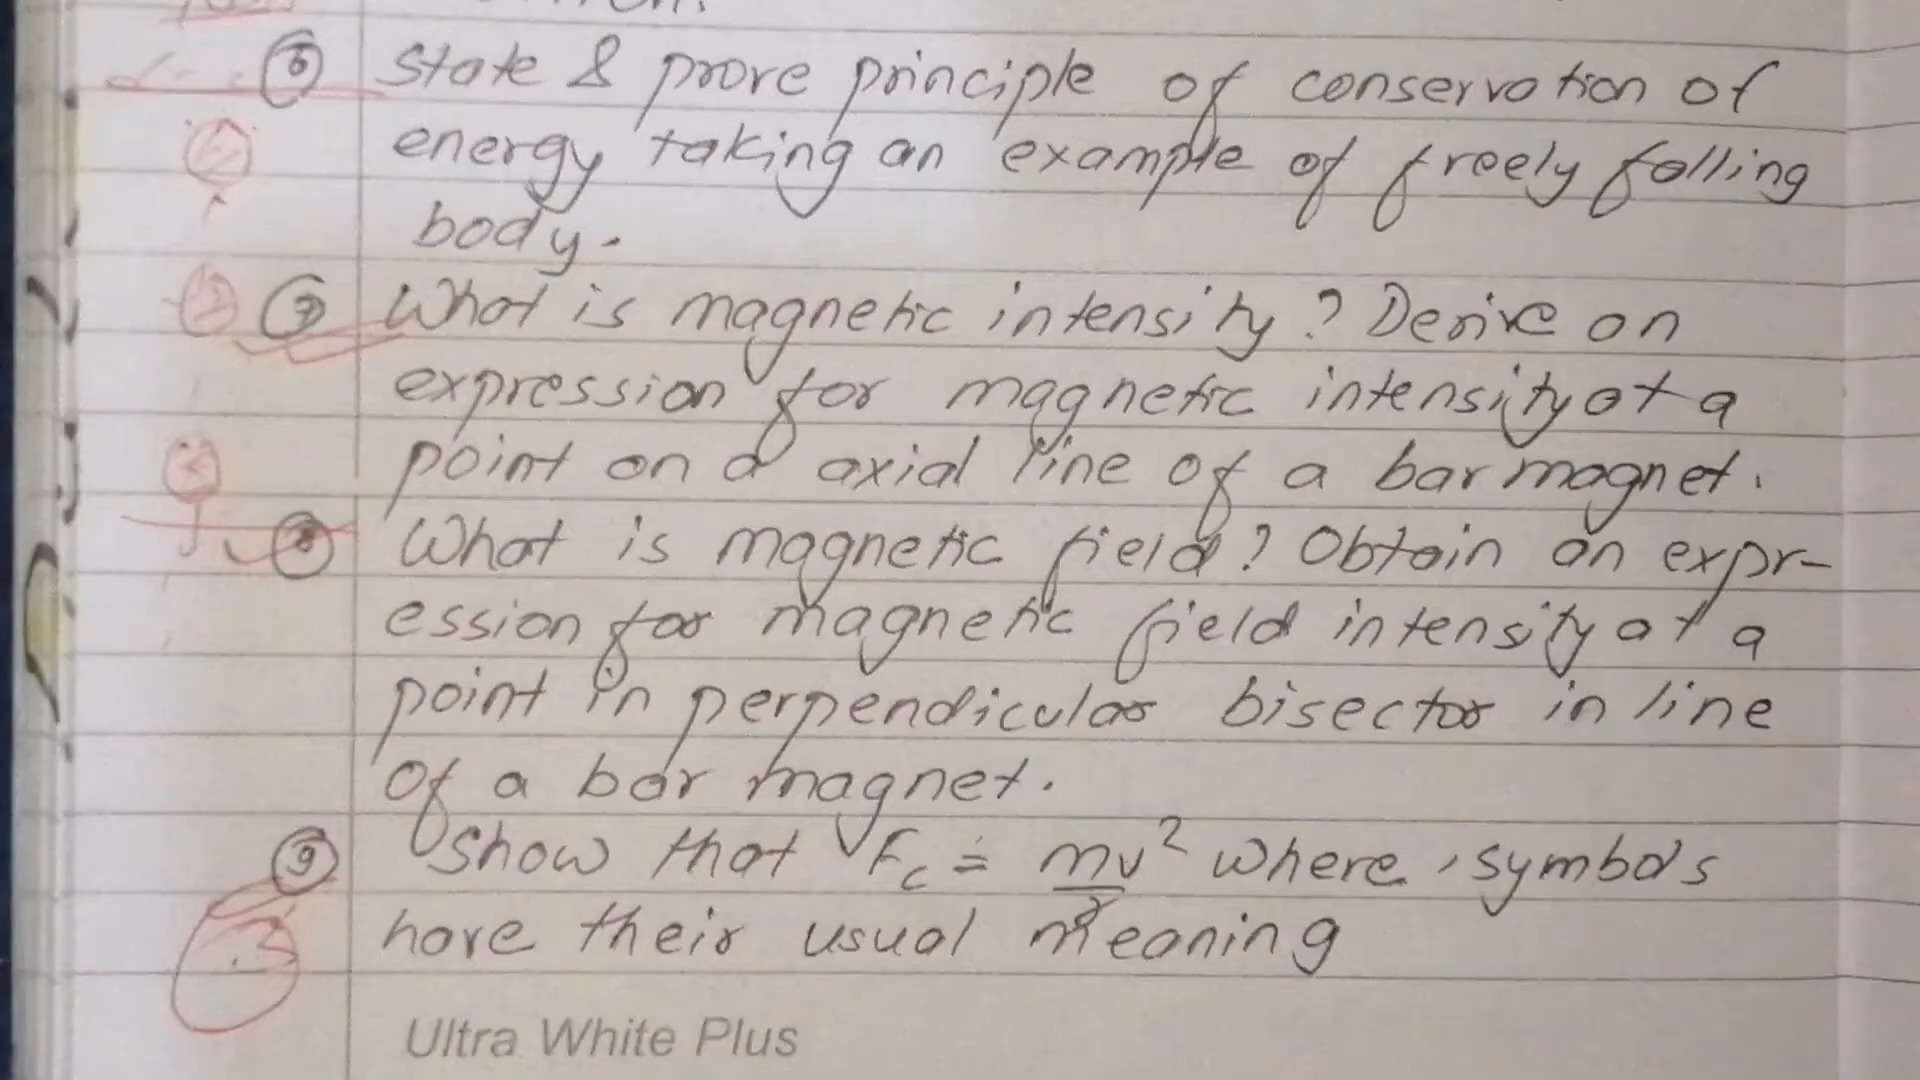 ⑥ State & prove principle of conservation of
energy taking an example of freely falling
body.
⑦ What is magnetic intensity? Derive an
expression for magnetic intensity at a
point on a axial line of a bar magnet.
⑧ What is magnetic field? Obtain an expr-
ession for magnetic field intensity at a
point in perpendicular bisector in line
of a bar magnet.
⑨ Show that Fc = mv²/r where, symbols
have their usual meaning
Ultra White Plus